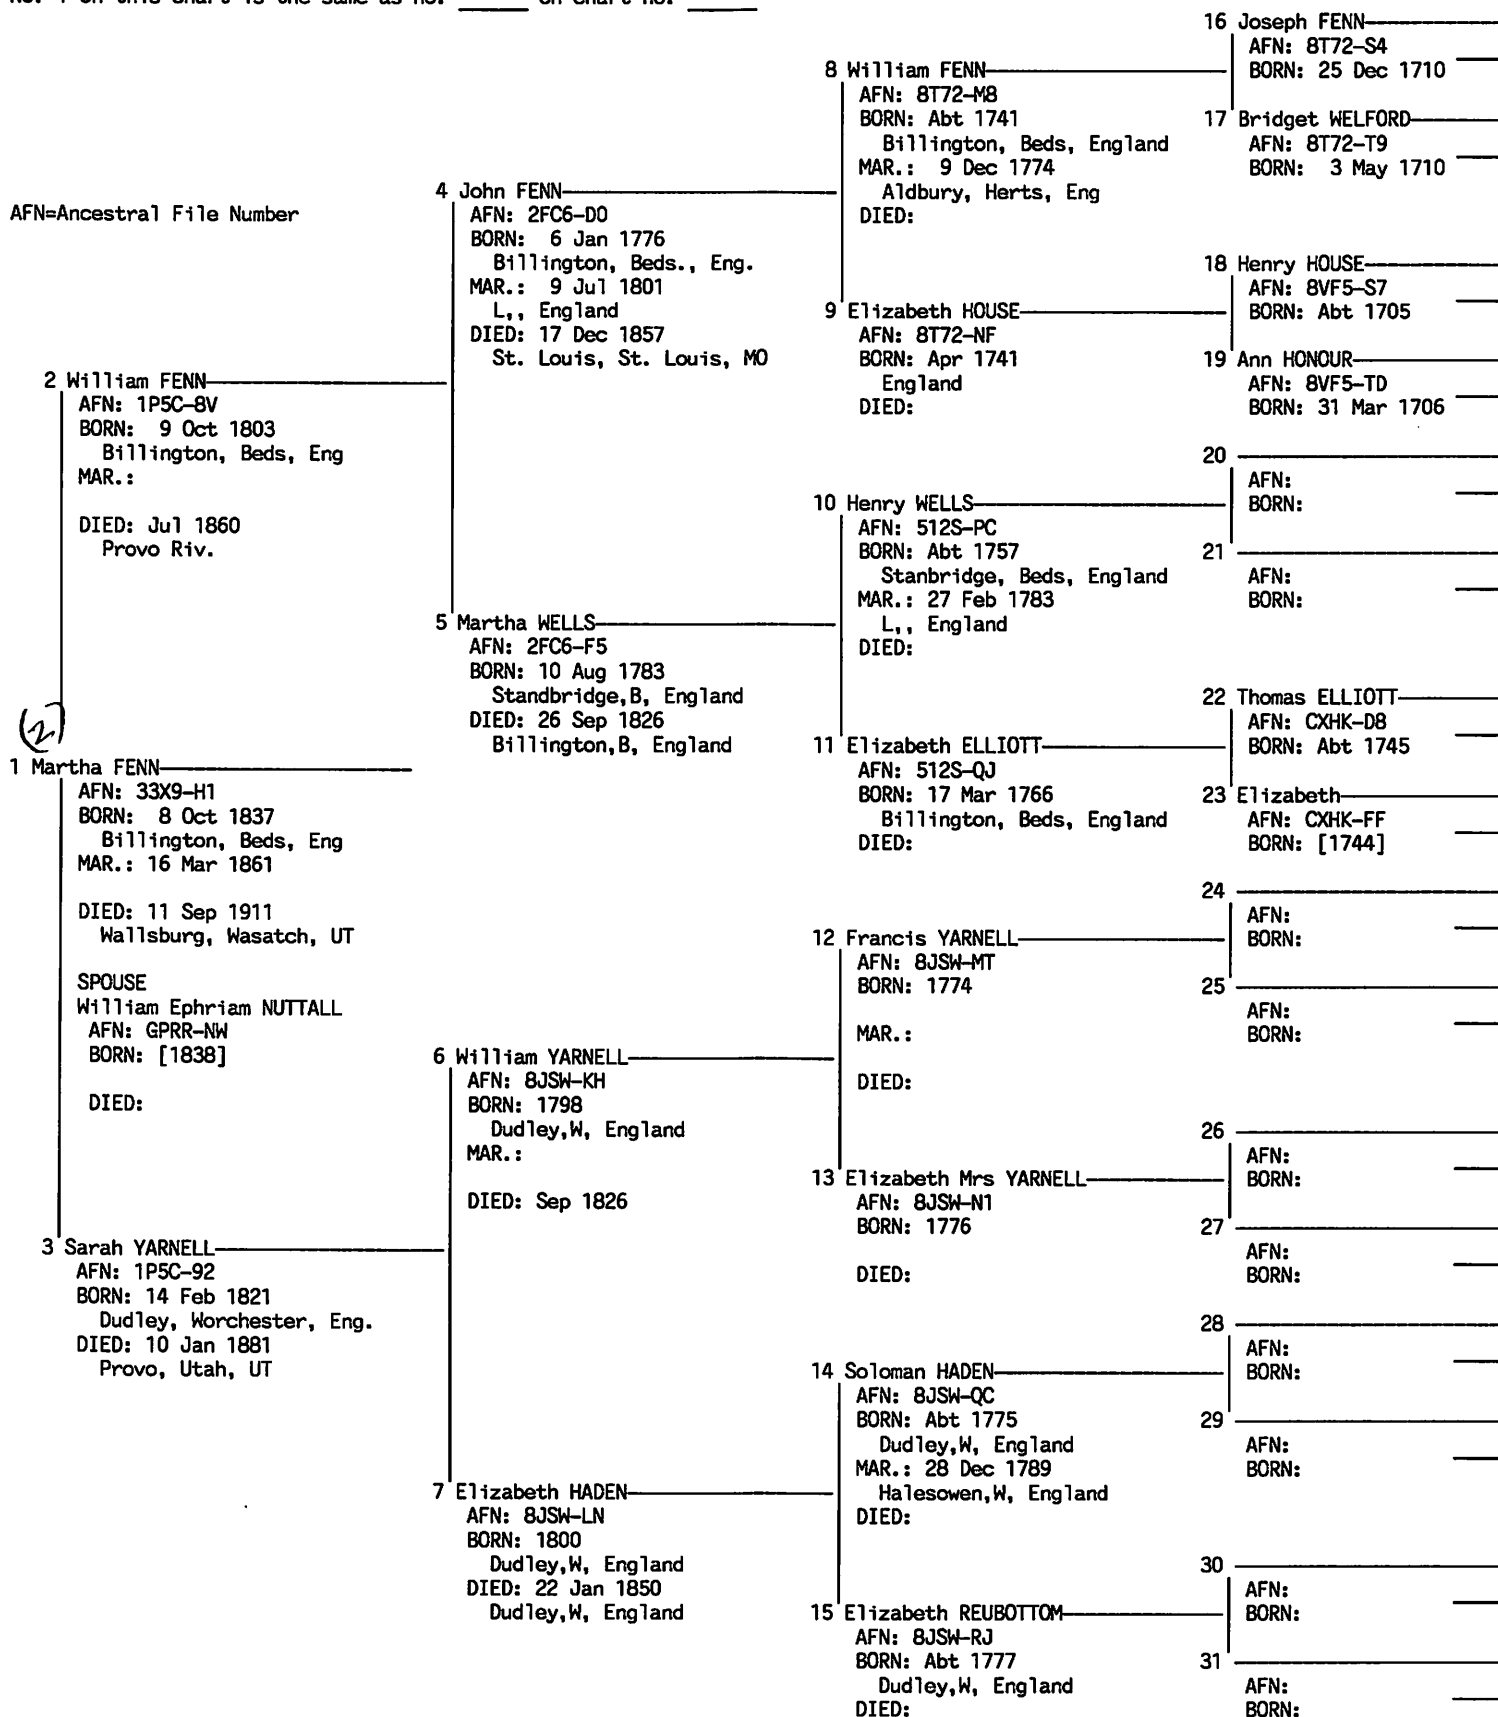 No. 1 on this chart is the same as no. ______ on chart no. ______
AFN=Ancestral File Number
(2)
1 Martha FENN
AFN: 33X9-H1
BORN: 8 Oct 1837
Billington, Beds, Eng
MAR.: 16 Mar 1861
DIED: 11 Sep 1911
Wallsburg, Wasatch, UT
SPOUSE
William Ephriam NUTTALL
AFN: GPRR-NW
BORN: [1838]
DIED:
2 William FENN
AFN: 1P5C-8V
BORN: 9 Oct 1803
Billington, Beds, Eng
MAR.:
DIED: Jul 1860
Provo Riv.
3 Sarah YARNELL
AFN: 1P5C-92
BORN: 14 Feb 1821
Dudley, Worchester, Eng.
DIED: 10 Jan 1881
Provo, Utah, UT
4 John FENN
AFN: 2FC6-D0
BORN: 6 Jan 1776
Billington, Beds., Eng.
MAR.: 9 Jul 1801
L,, England
DIED: 17 Dec 1857
St. Louis, St. Louis, MO
5 Martha WELLS
AFN: 2FC6-F5
BORN: 10 Aug 1783
Standbridge,B, England
DIED: 26 Sep 1826
Billington,B, England
6 William YARNELL
AFN: 8JSW-KH
BORN: 1798
Dudley,W, England
MAR.:
DIED: Sep 1826
7 Elizabeth HADEN
AFN: 8JSW-LN
BORN: 1800
Dudley,W, England
DIED: 22 Jan 1850
Dudley,W, England
8 William FENN
AFN: 8T72-M8
BORN: Abt 1741
Billington, Beds, England
MAR.: 9 Dec 1774
Aldbury, Herts, Eng
DIED:
9 Elizabeth HOUSE
AFN: 8T72-NF
BORN: Apr 1741
England
DIED:
10 Henry WELLS
AFN: 512S-PC
BORN: Abt 1757
Stanbridge, Beds, England
MAR.: 27 Feb 1783
L,, England
DIED:
11 Elizabeth ELLIOTT
AFN: 512S-QJ
BORN: 17 Mar 1766
Billington, Beds, England
DIED:
12 Francis YARNELL
AFN: 8JSW-MT
BORN: 1774
MAR.:
DIED:
13 Elizabeth Mrs YARNELL
AFN: 8JSW-N1
BORN: 1776
DIED:
14 Soloman HADEN
AFN: 8JSW-QC
BORN: Abt 1775
Dudley,W, England
MAR.: 28 Dec 1789
Halesowen,W, England
DIED:
15 Elizabeth REUBOTTOM
AFN: 8JSW-RJ
BORN: Abt 1777
Dudley,W, England
DIED:
16 Joseph FENN
AFN: 8T72-S4
BORN: 25 Dec 1710
17 Bridget WELFORD
AFN: 8T72-T9
BORN: 3 May 1710
18 Henry HOUSE
AFN: 8VF5-S7
BORN: Abt 1705
19 Ann HONOUR
AFN: 8VF5-TD
BORN: 31 Mar 1706
20
AFN:
BORN:
21
AFN:
BORN:
22 Thomas ELLIOTT
AFN: CXHK-D8
BORN: Abt 1745
23 Elizabeth
AFN: CXHK-FF
BORN: [1744]
24
AFN:
BORN:
25
AFN:
BORN:
26
AFN:
BORN:
27
AFN:
BORN:
28
AFN:
BORN:
29
AFN:
BORN:
30
AFN:
BORN:
31
AFN:
BORN: